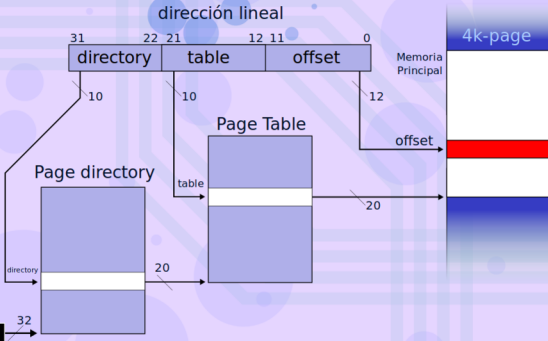 dirección lineal
31 22 21 12 11 0
directory table offset
4k-page
Memoria
Principal
10 10 12
Page Table
offset
Page directory
table
20
directory
20
32